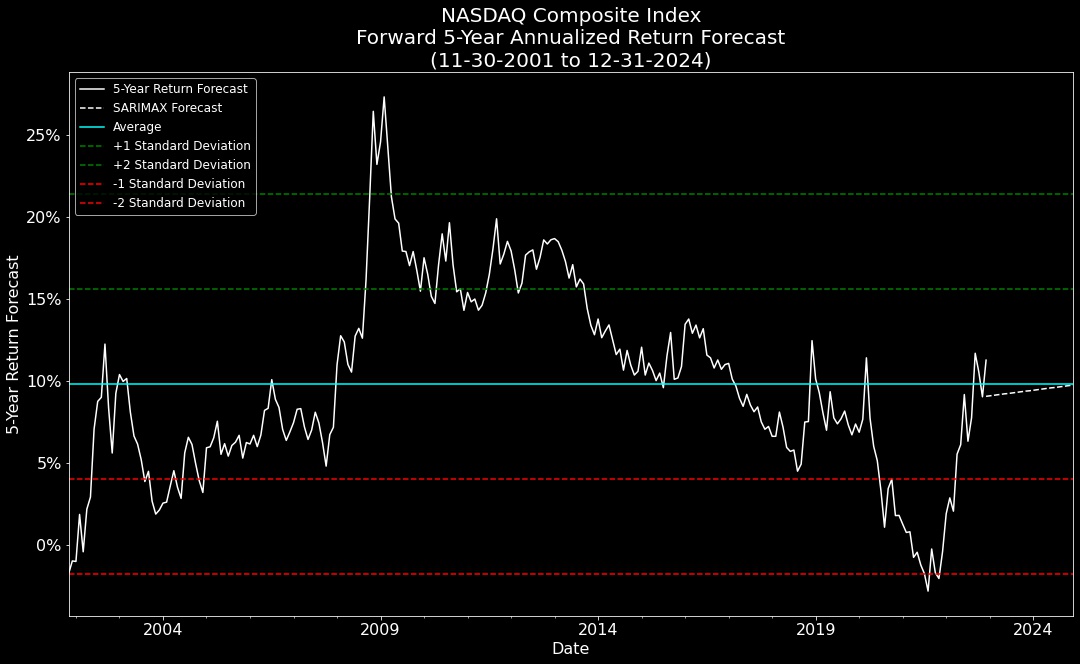 NASDAQ Composite Index
Forward 5-Year Annualized Return Forecast
(11-30-2001 to 12-31-2024)
5-Year Return Forecast
SARIMAX Forecast
Average
+1 Standard Deviation
+2 Standard Deviation
-1 Standard Deviation
-2 Standard Deviation
25%
20%
15%
10%
5%
0%
5-Year Return Forecast
2004
2009
2014
2019
2024
Date